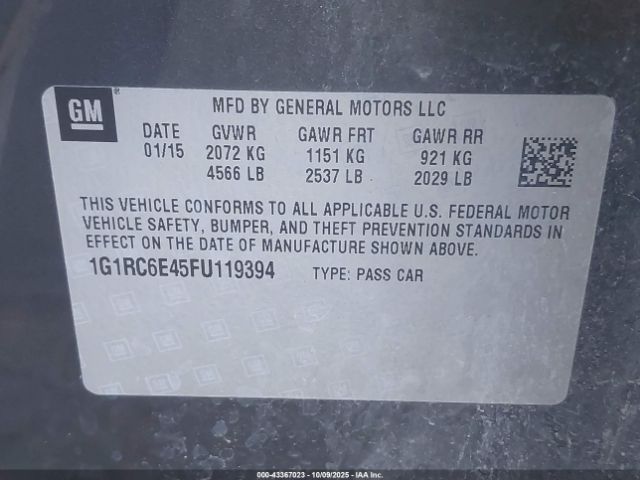 GM
MFD BY GENERAL MOTORS LLC
DATE GVWR GAWR FRT GAWR RR
01/15 2072 KG 1151 KG 921 KG
4566 LB 2537 LB 2029 LB
THIS VEHICLE CONFORMS TO ALL APPLICABLE U.S. FEDERAL MOTOR
VEHICLE SAFETY, BUMPER, AND THEFT PREVENTION STANDARDS IN
EFFECT ON THE DATE OF MANUFACTURE SHOWN ABOVE.
1G1RC6E45FU119394 TYPE: PASS CAR
000-43367023 - 10/09/2025 - IAAI, Inc.